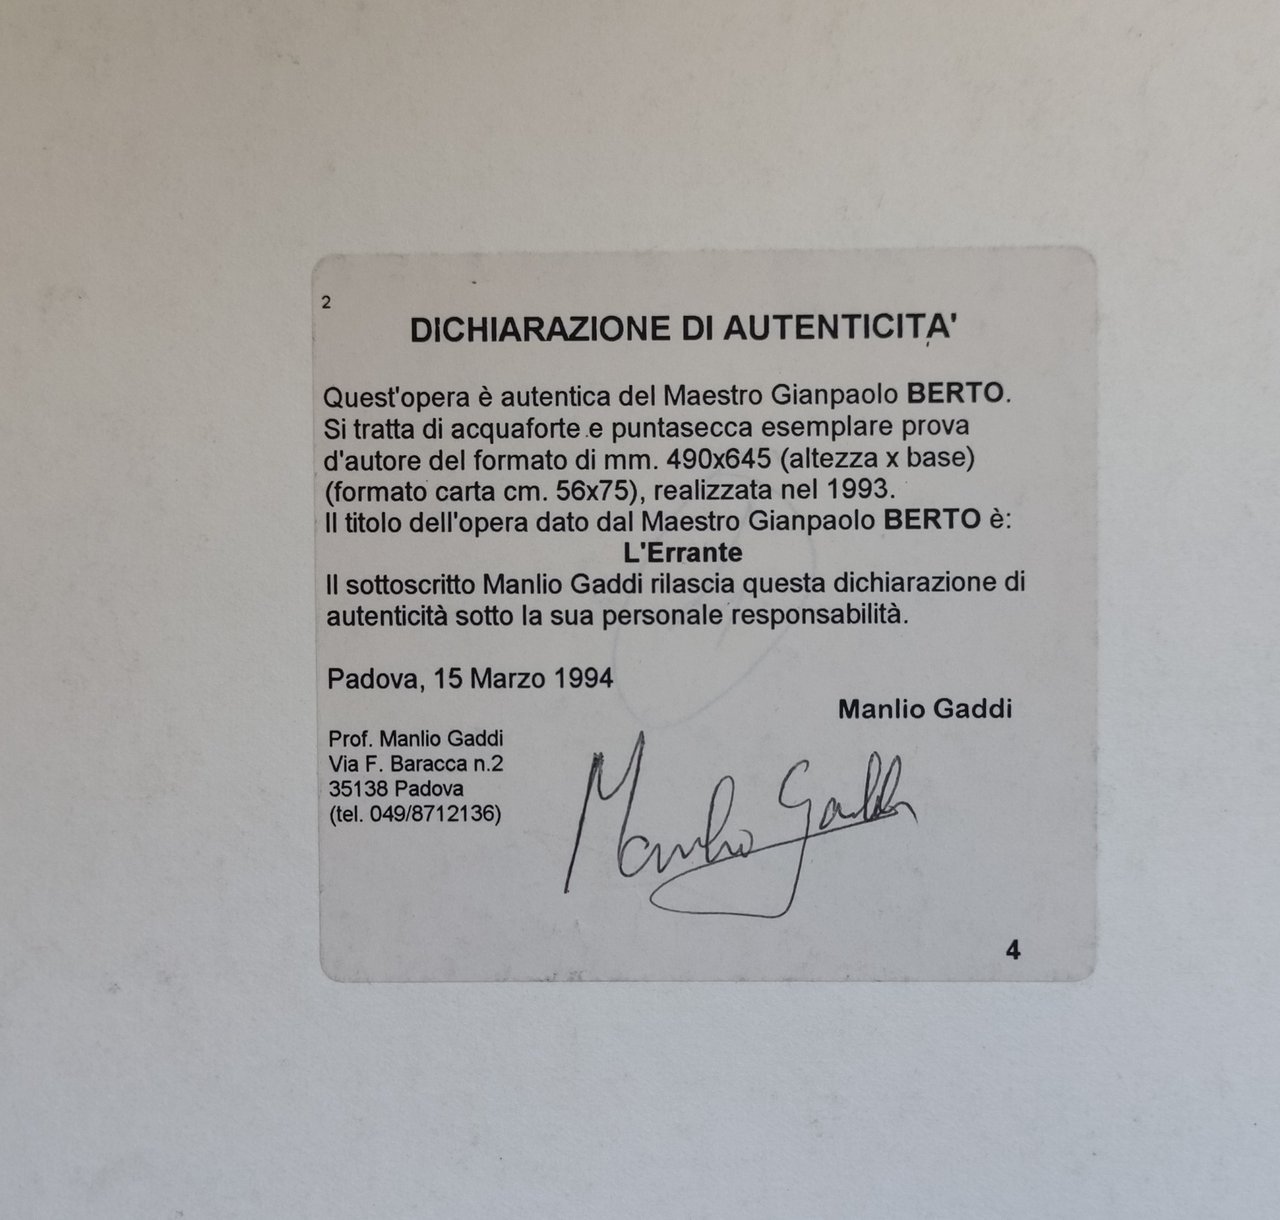 2
DICHIARAZIONE DI AUTENTICITA'
Quest'opera è autentica del Maestro Gianpaolo BERTO.
Si tratta di acquaforte e puntasecca esemplare prova
d'autore del formato di mm. 490x645 (altezza x base)
(formato carta cm. 56x75), realizzata nel 1993.
Il titolo dell'opera dato dal Maestro Gianpaolo BERTO è:
L'Errante
Il sottoscritto Manlio Gaddi rilascia questa dichiarazione di
autenticità sotto la sua personale responsabilità.
Padova, 15 Marzo 1994
Manlio Gaddi
Prof. Manlio Gaddi
Via F. Baracca n.2
35138 Padova
(tel. 049/8712136)
Manlio Gaddi
4